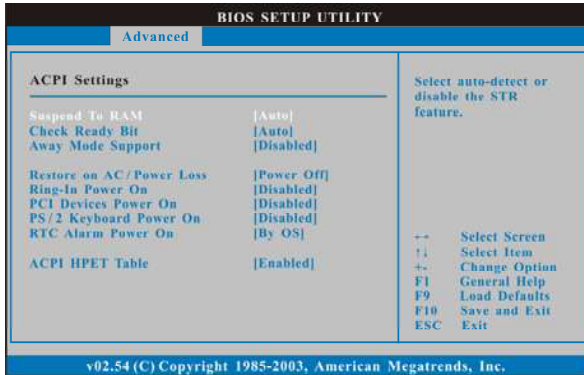 BIOS SETUP UTILITY
Advanced
ACPI Settings
Suspend To RAM [Auto]
Check Ready Bit [Auto]
Away Mode Support [Disabled]
Restore on AC/Power Loss [Power Off]
Ring-In Power On [Disabled]
PCI Devices Power On [Disabled]
PS/2 Keyboard Power On [Disabled]
RTC Alarm Power On [By OS]
ACPI HPET Table [Enabled]
Select auto-detect or
disable the STR
feature.
←→ Select Screen
↑↓ Select Item
+- Change Option
F1 General Help
F9 Load Defaults
F10 Save and Exit
ESC Exit
v02.54 (C) Copyright 1985-2003, American Megatrends, Inc.